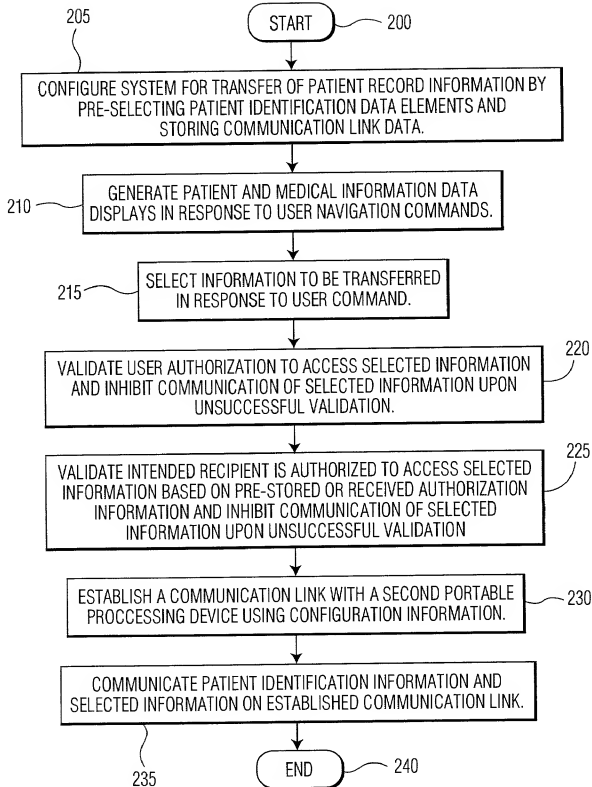 START
200
205
CONFIGURE SYSTEM FOR TRANSFER OF PATIENT RECORD INFORMATION BY
PRE-SELECTING PATIENT IDENTIFICATION DATA ELEMENTS AND
STORING COMMUNICATION LINK DATA.
210
GENERATE PATIENT AND MEDICAL INFORMATION DATA
DISPLAYS IN RESPONSE TO USER NAVIGATION COMMANDS.
215
SELECT INFORMATION TO BE TRANSFERRED
IN RESPONSE TO USER COMMAND.
220
VALIDATE USER AUTHORIZATION TO ACCESS SELECTED INFORMATION
AND INHIBIT COMMUNICATION OF SELECTED INFORMATION UPON
UNSUCCESSFUL VALIDATION.
225
VALIDATE INTENDED RECIPIENT IS AUTHORIZED TO ACCESS SELECTED
INFORMATION BASED ON PRE-STORED OR RECEIVED AUTHORIZATION
INFORMATION AND INHIBIT COMMUNICATION OF SELECTED
INFORMATION UPON UNSUCCESSFUL VALIDATION
ESTABLISH A COMMUNICATION LINK WITH A SECOND PORTABLE
PROCCESSING DEVICE USING CONFIGURATION INFORMATION.
230
COMMUNICATE PATIENT IDENTIFICATION INFORMATION AND
SELECTED INFORMATION ON ESTABLISHED COMMUNICATION LINK.
235
END
240